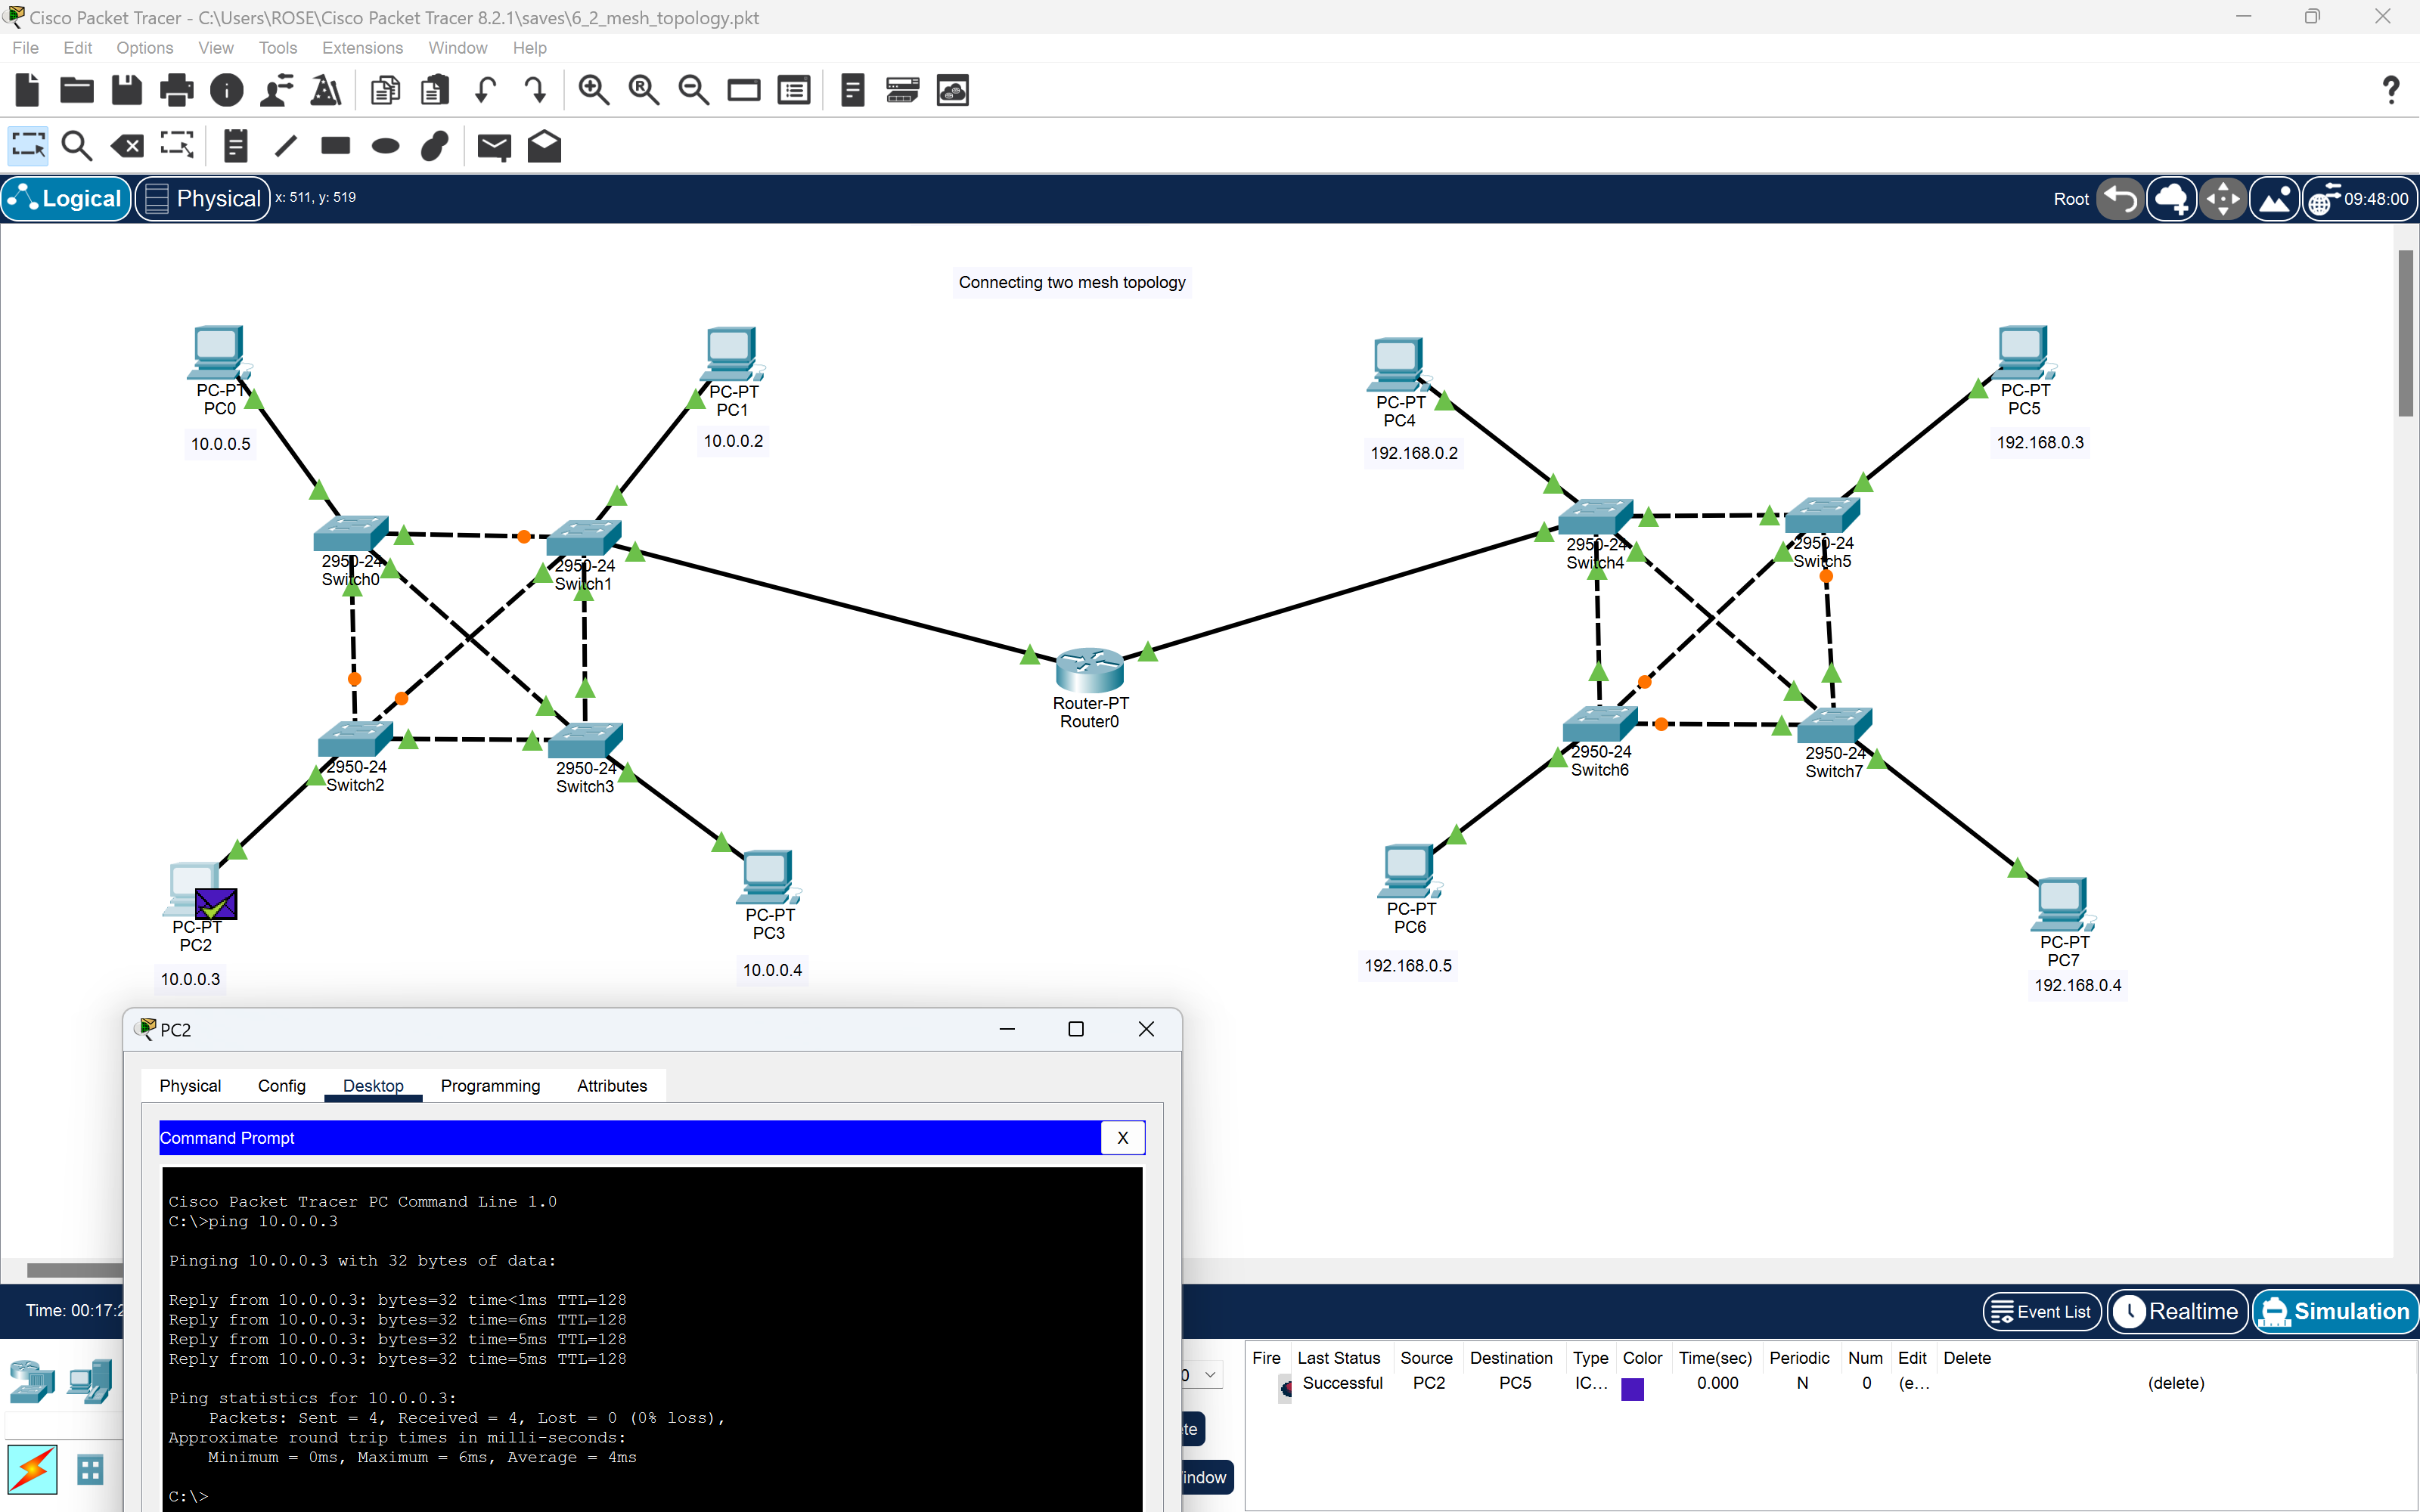 Cisco Packet Tracer - C:\Users\ROSE\Cisco Packet Tracer 8.2.1\saves\6_2_mesh_topology.pkt
File Edit Options View Tools Extensions Window Help
Logical Physical x: 511, y: 519 Root 09:48:00
Connecting two mesh topology
PC-PT
PC0
10.0.0.5
PC-PT
PC1
10.0.0.2
PC-PT
PC4
192.168.0.2
PC-PT
PC5
192.168.0.3
2950-24
Switch0
2950-24
Switch1
2950-24
Switch4
2950-24
Switch5
Router-PT
Router0
2950-24
Switch2
2950-24
Switch3
2950-24
Switch6
2950-24
Switch7
PC-PT
PC2
10.0.0.3
PC-PT
PC3
10.0.0.4
PC-PT
PC6
192.168.0.5
PC-PT
PC7
192.168.0.4
PC2
Physical Config Desktop Programming Attributes
Command Prompt X
Cisco Packet Tracer PC Command Line 1.0
C:\>ping 10.0.0.3
Pinging 10.0.0.3 with 32 bytes of data:
Reply from 10.0.0.3: bytes=32 time<1ms TTL=128
Reply from 10.0.0.3: bytes=32 time=6ms TTL=128
Reply from 10.0.0.3: bytes=32 time=5ms TTL=128
Reply from 10.0.0.3: bytes=32 time=5ms TTL=128
Ping statistics for 10.0.0.3:
Packets: Sent = 4, Received = 4, Lost = 0 (0% loss),
Approximate round trip times in milli-seconds:
Minimum = 0ms, Maximum = 6ms, Average = 4ms
C:\>
Time: 00:17:2
Event List Realtime Simulation
Fire Last Status Source Destination Type Color Time(sec) Periodic Num Edit Delete
Successful PC2 PC5 IC... 0.000 N 0 (e... (delete)